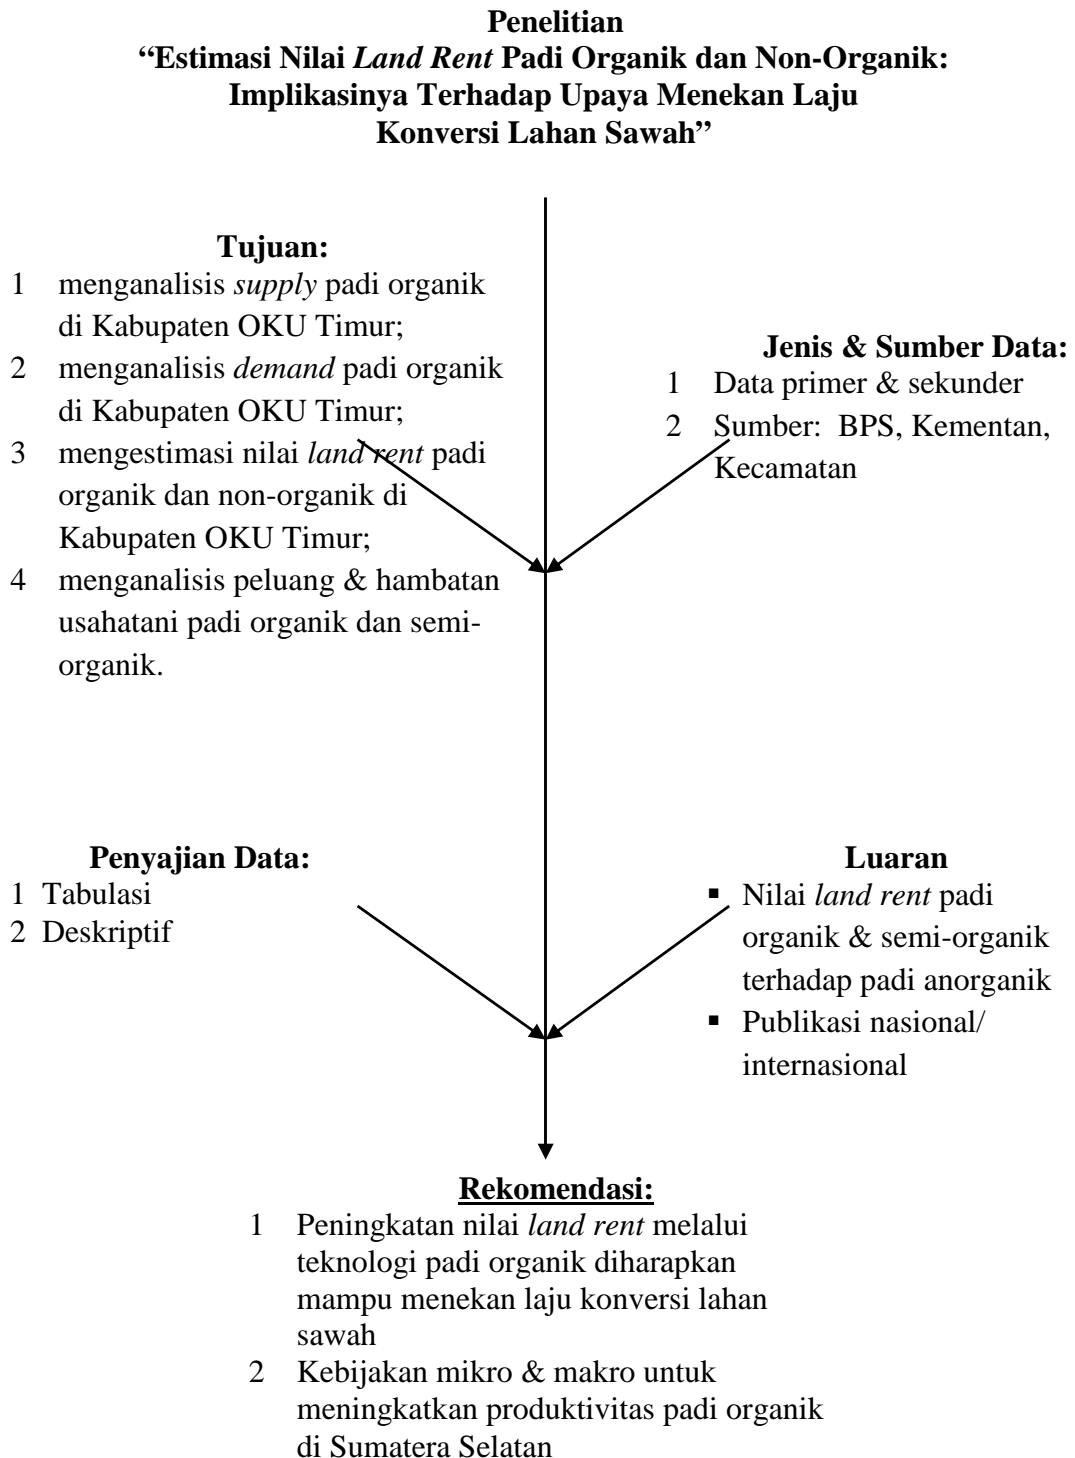 Penelitian
“Estimasi Nilai Land Rent Padi Organik dan Non-Organik:
Implikasinya Terhadap Upaya Menekan Laju
Konversi Lahan Sawah”
Tujuan:
1 menganalisis supply padi organik
di Kabupaten OKU Timur;
2 menganalisis demand padi organik
di Kabupaten OKU Timur;
3 mengestimasi nilai land rent padi
organik dan non-organik di
Kabupaten OKU Timur;
4 menganalisis peluang & hambatan
usahatani padi organik dan semi-
organik.
Jenis & Sumber Data:
1 Data primer & sekunder
2 Sumber: BPS, Kementan,
Kecamatan
Penyajian Data:
1 Tabulasi
2 Deskriptif
Luaran
▪ Nilai land rent padi
organik & semi-organik
terhadap padi anorganik
▪ Publikasi nasional/
internasional
Rekomendasi:
1 Peningkatan nilai land rent melalui
teknologi padi organik diharapkan
mampu menekan laju konversi lahan
sawah
2 Kebijakan mikro & makro untuk
meningkatkan produktivitas padi organik
di Sumatera Selatan